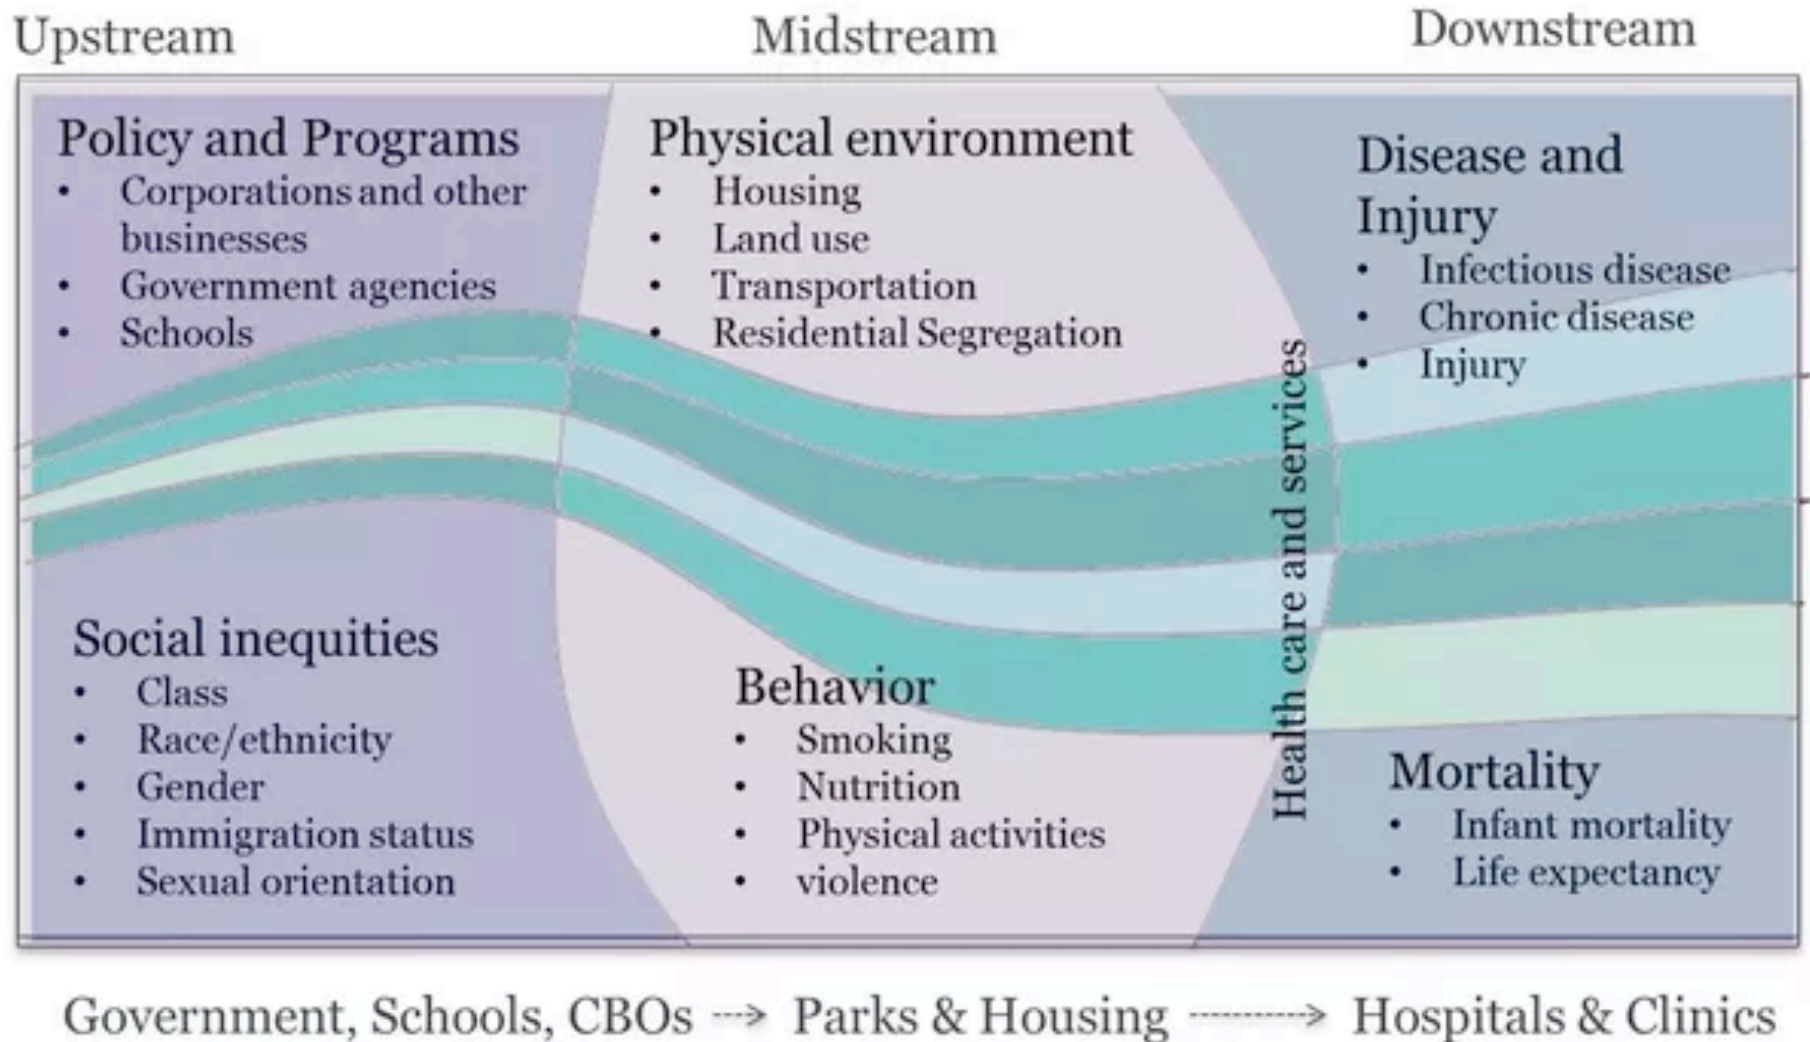 Upstream
Midstream
Downstream
Policy and Programs
• Corporations and other
businesses
• Government agencies
• Schools
Social inequities
• Class
• Race/ethnicity
• Gender
• Immigration status
• Sexual orientation
Physical environment
• Housing
• Land use
• Transportation
• Residential Segregation
Behavior
• Smoking
• Nutrition
• Physical activities
• violence
Health care and services
Disease and
Injury
• Infectious disease
• Chronic disease
• Injury
Mortality
• Infant mortality
• Life expectancy
Government, Schools, CBOs ---> Parks & Housing --------> Hospitals & Clinics